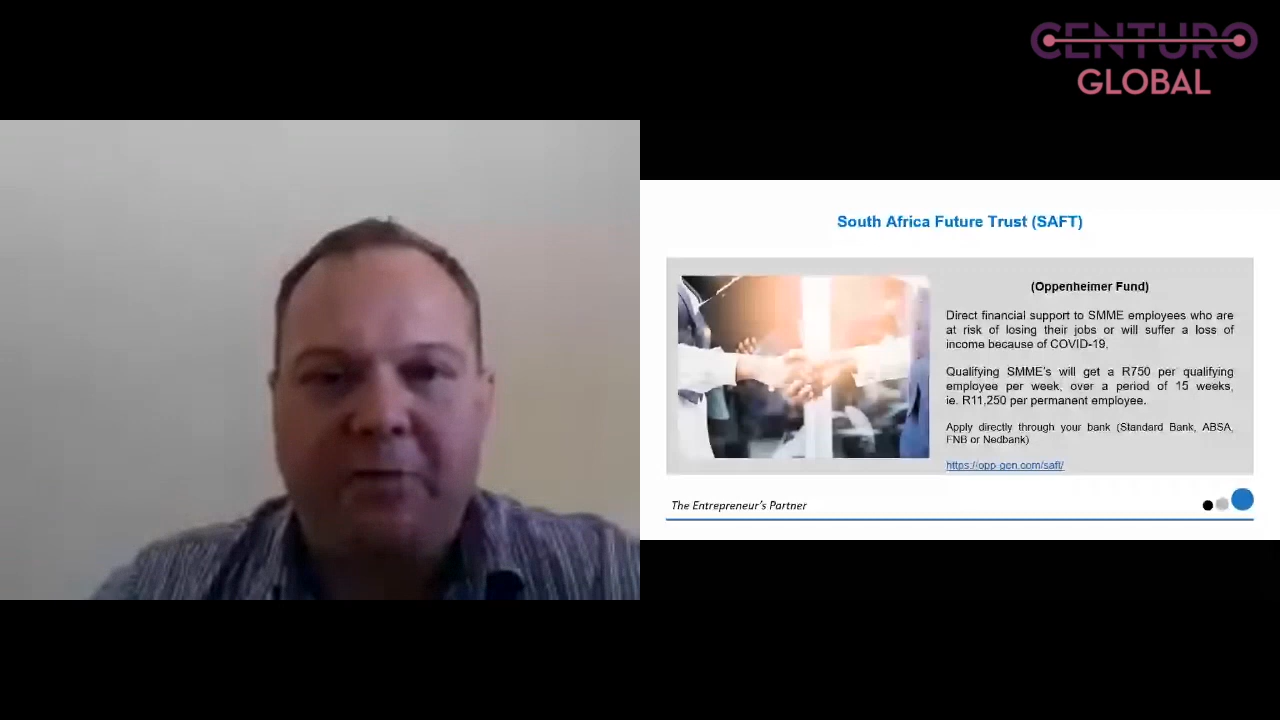 CENTURO
GLOBAL
South Africa Future Trust (SAFT)
(Oppenheimer Fund)
Direct financial support to SMME employees who are
at risk of losing their jobs or will suffer a loss of
income because of COVID-19.
Qualifying SMME's will get a R750 per qualifying
employee per week, over a period of 15 weeks,
ie. R11,250 per permanent employee.
Apply directly through your bank (Standard Bank, ABSA,
FNB or Nedbank)
https://opp-gen.com/saft/
The Entrepreneur's Partner